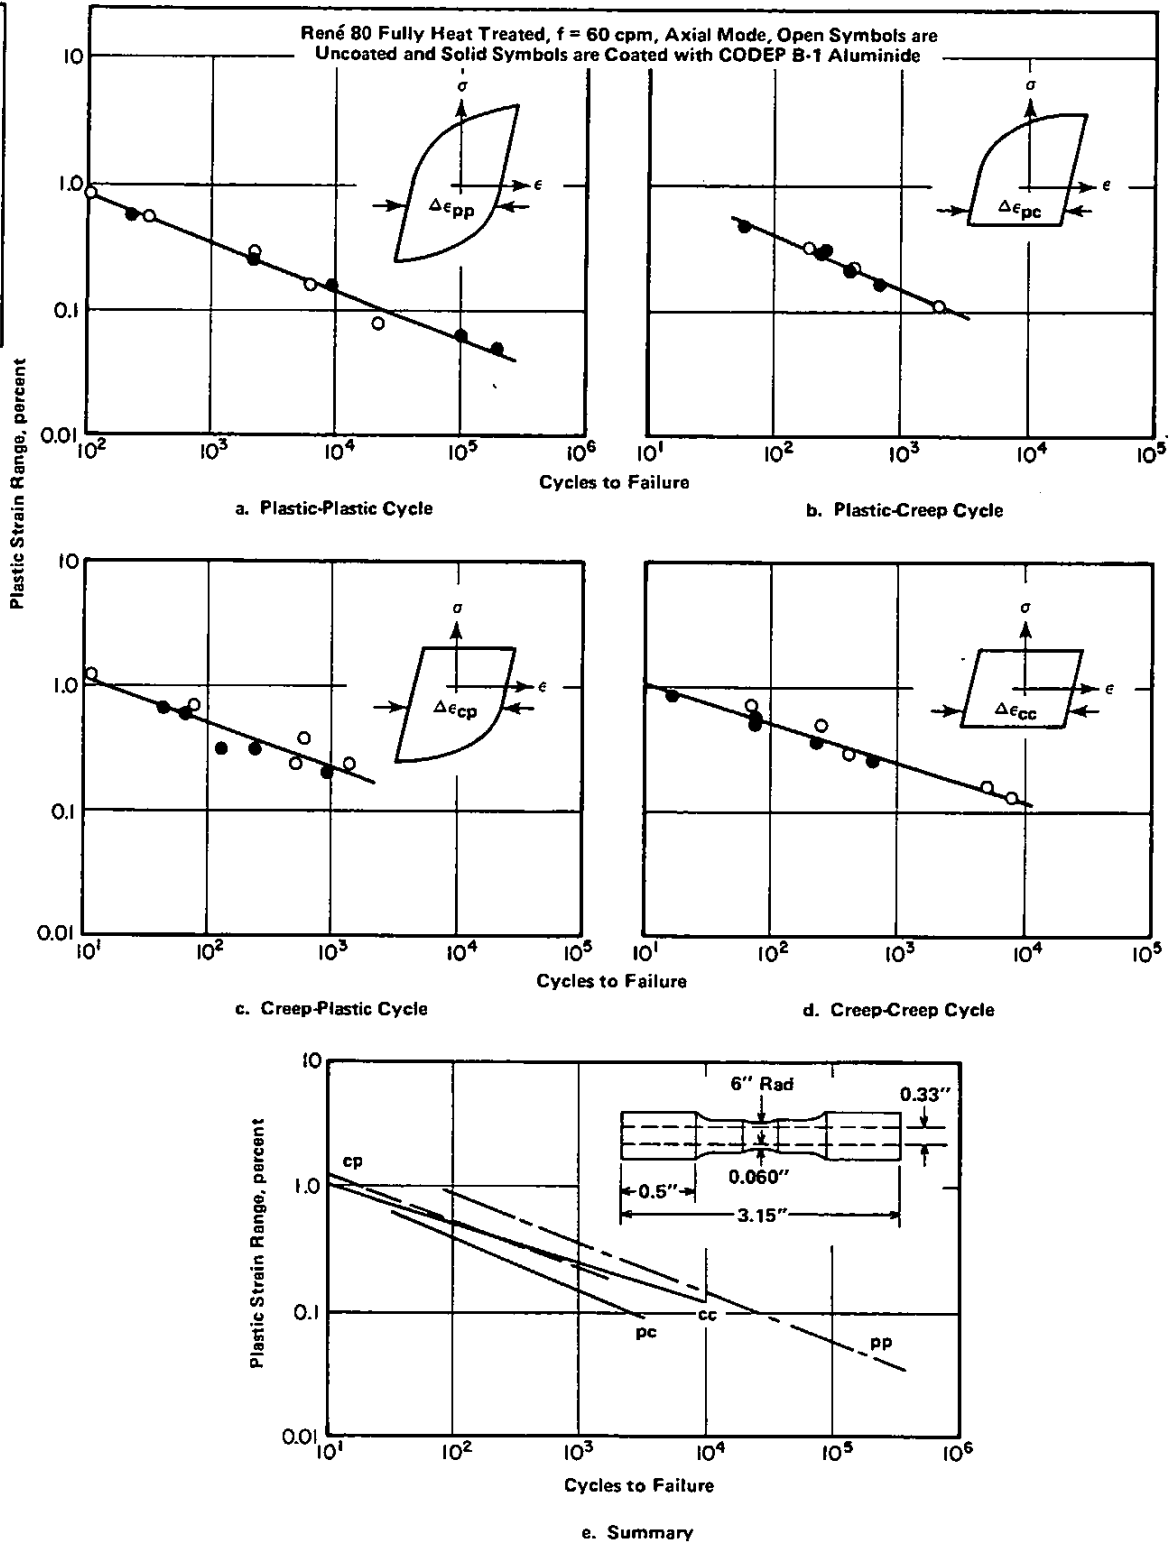 René 80 Fully Heat Treated, f = 60 cpm, Axial Mode, Open Symbols are
Uncoated and Solid Symbols are Coated with CODEP B-1 Aluminide
Plastic Strain Range, percent
10
1.0
0.1
0.01
σ
ϵ
Δϵpp
10² 10³ 10⁴ 10⁵ 10⁶
σ
ϵ
Δϵpc
10¹ 10² 10³ 10⁴ 10⁵
Cycles to Failure
a. Plastic-Plastic Cycle
b. Plastic-Creep Cycle
10
1.0
0.1
0.01
σ
ϵ
Δϵcp
10¹ 10² 10³ 10⁴ 10⁵
σ
ϵ
Δϵcc
10¹ 10² 10³ 10⁴ 10⁵
Cycles to Failure
c. Creep-Plastic Cycle
d. Creep-Creep Cycle
Plastic Strain Range, percent
10
1.0
0.1
0.01
6″ Rad
0.33″
0.060″
0.5″
3.15″
cp
cc
pc
pp
10¹ 10² 10³ 10⁴ 10⁵ 10⁶
Cycles to Failure
e. Summary